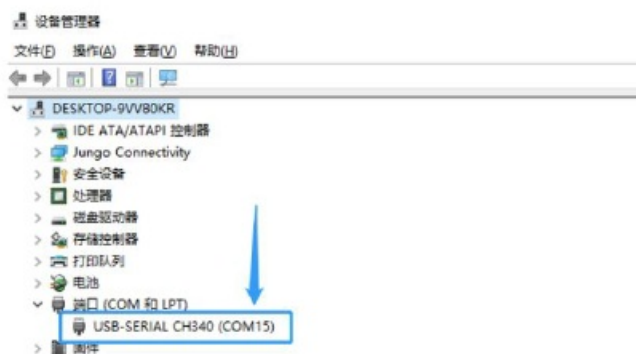 设备管理器
文件(F) 操作(A) 查看(V) 帮助(H)
DESKTOP-9VV80KR
IDE ATA/ATAPI 控制器
Jungo Connectivity
安全设备
处理器
磁盘驱动器
存储控制器
打印队列
电池
端口 (COM 和 LPT)
USB-SERIAL CH340 (COM15)
固件